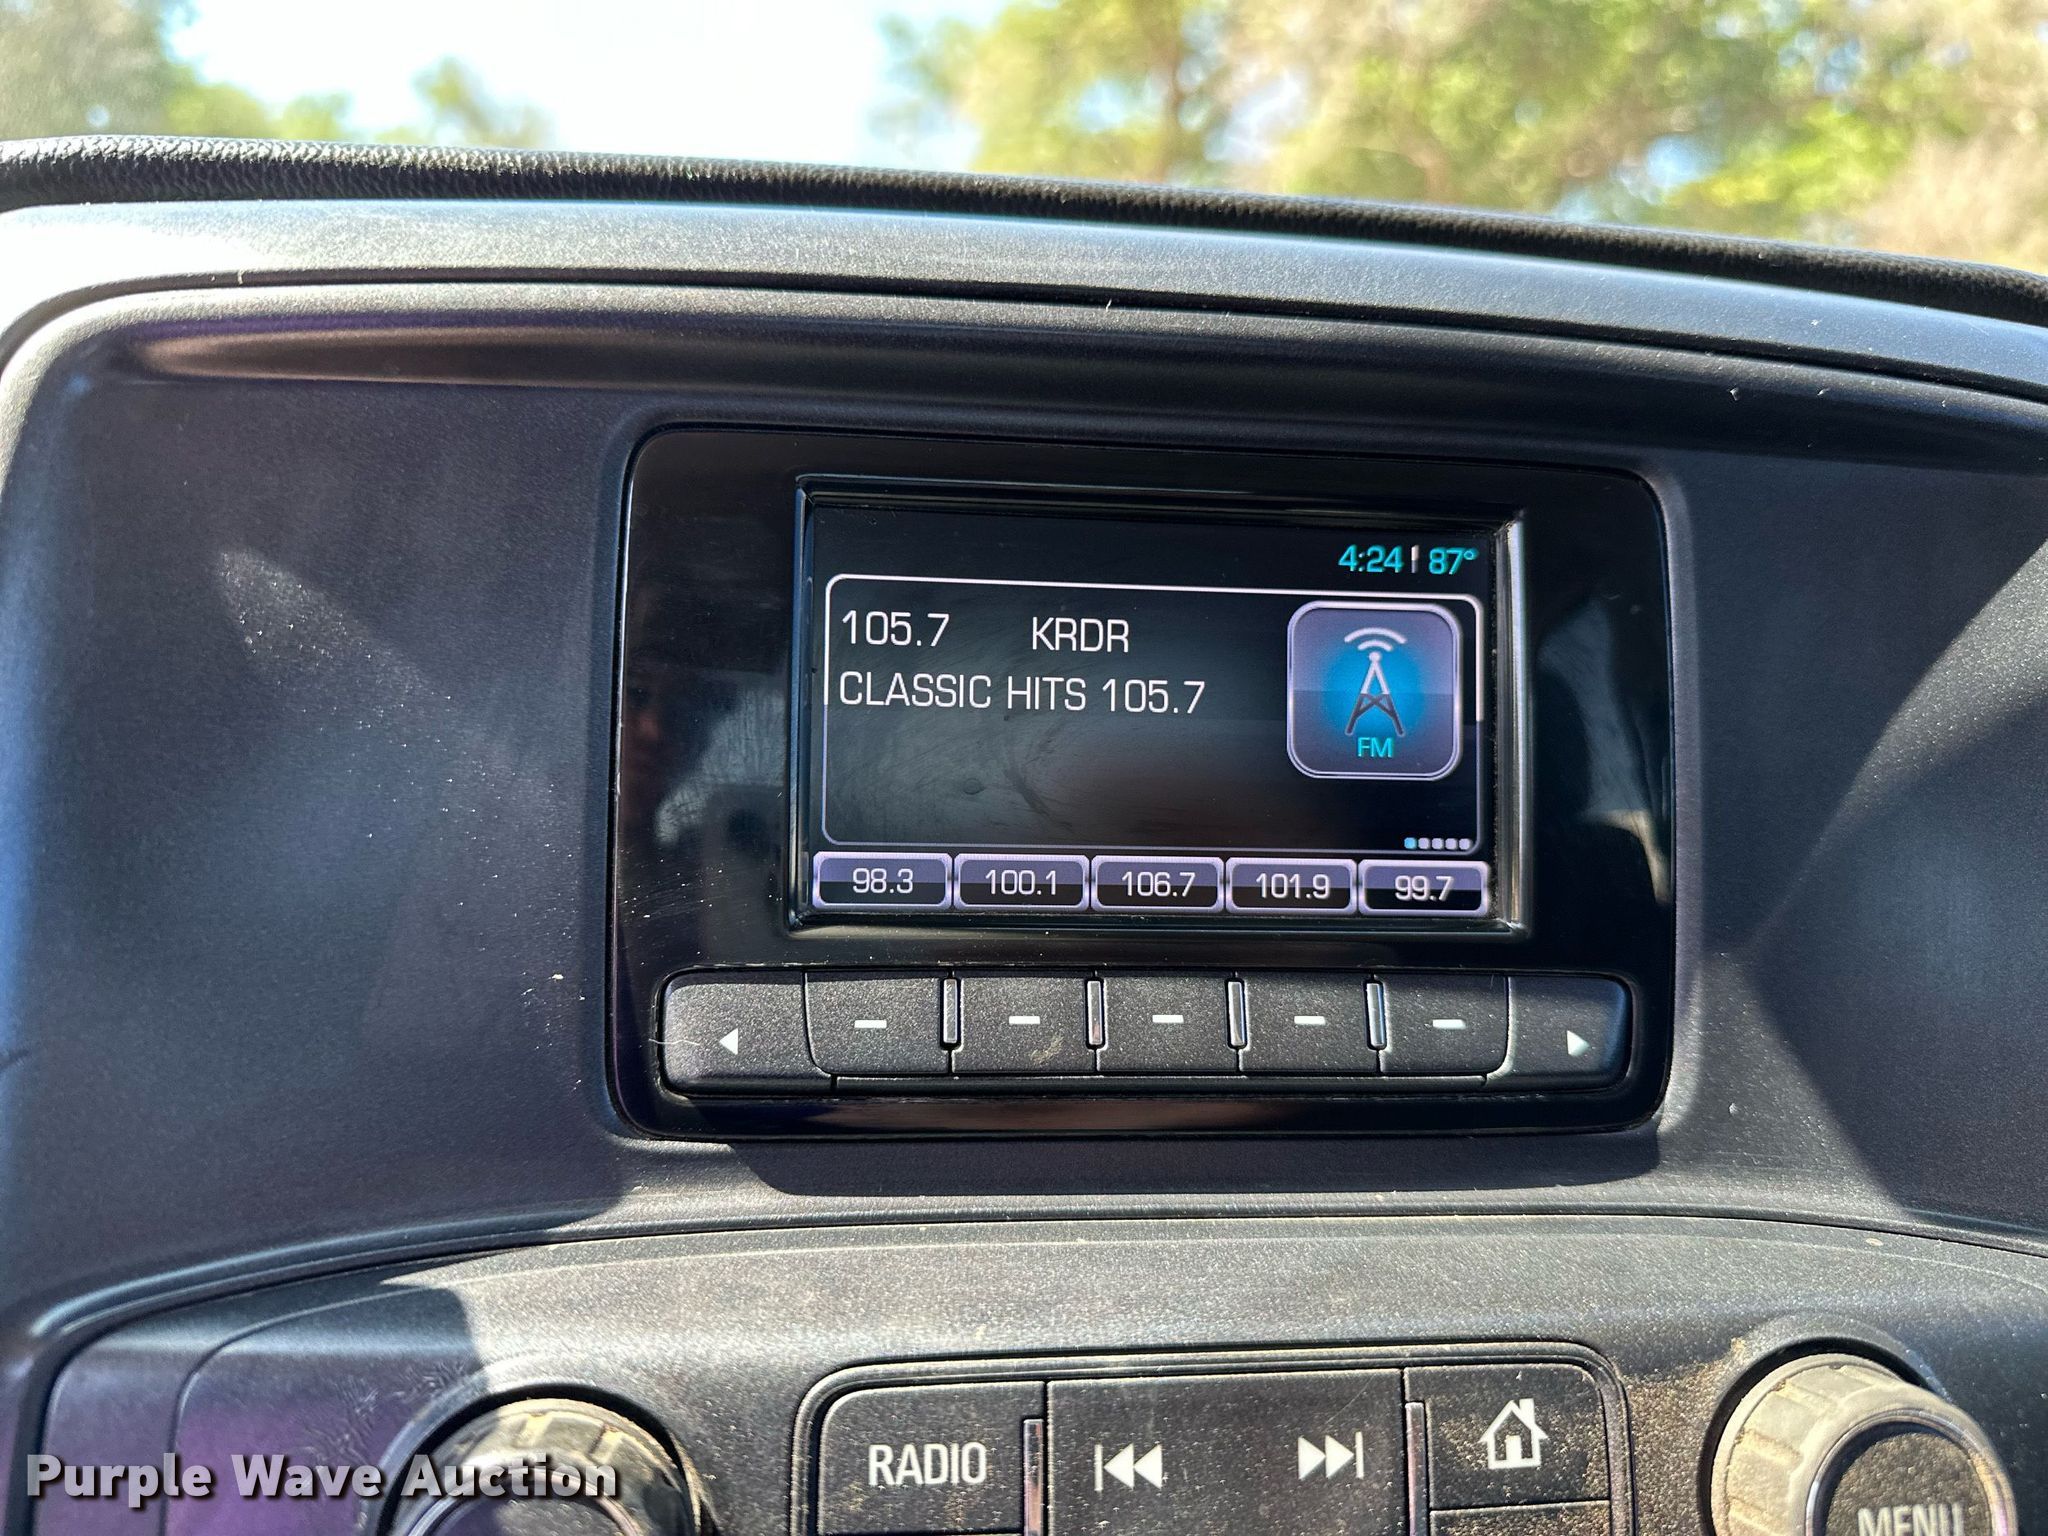 4:24 87°
105.7 KRDR
CLASSIC HITS 105.7
FM
98.3 100.1 106.7 101.9 99.7
RADIO
MENU
Purple Wave Auction